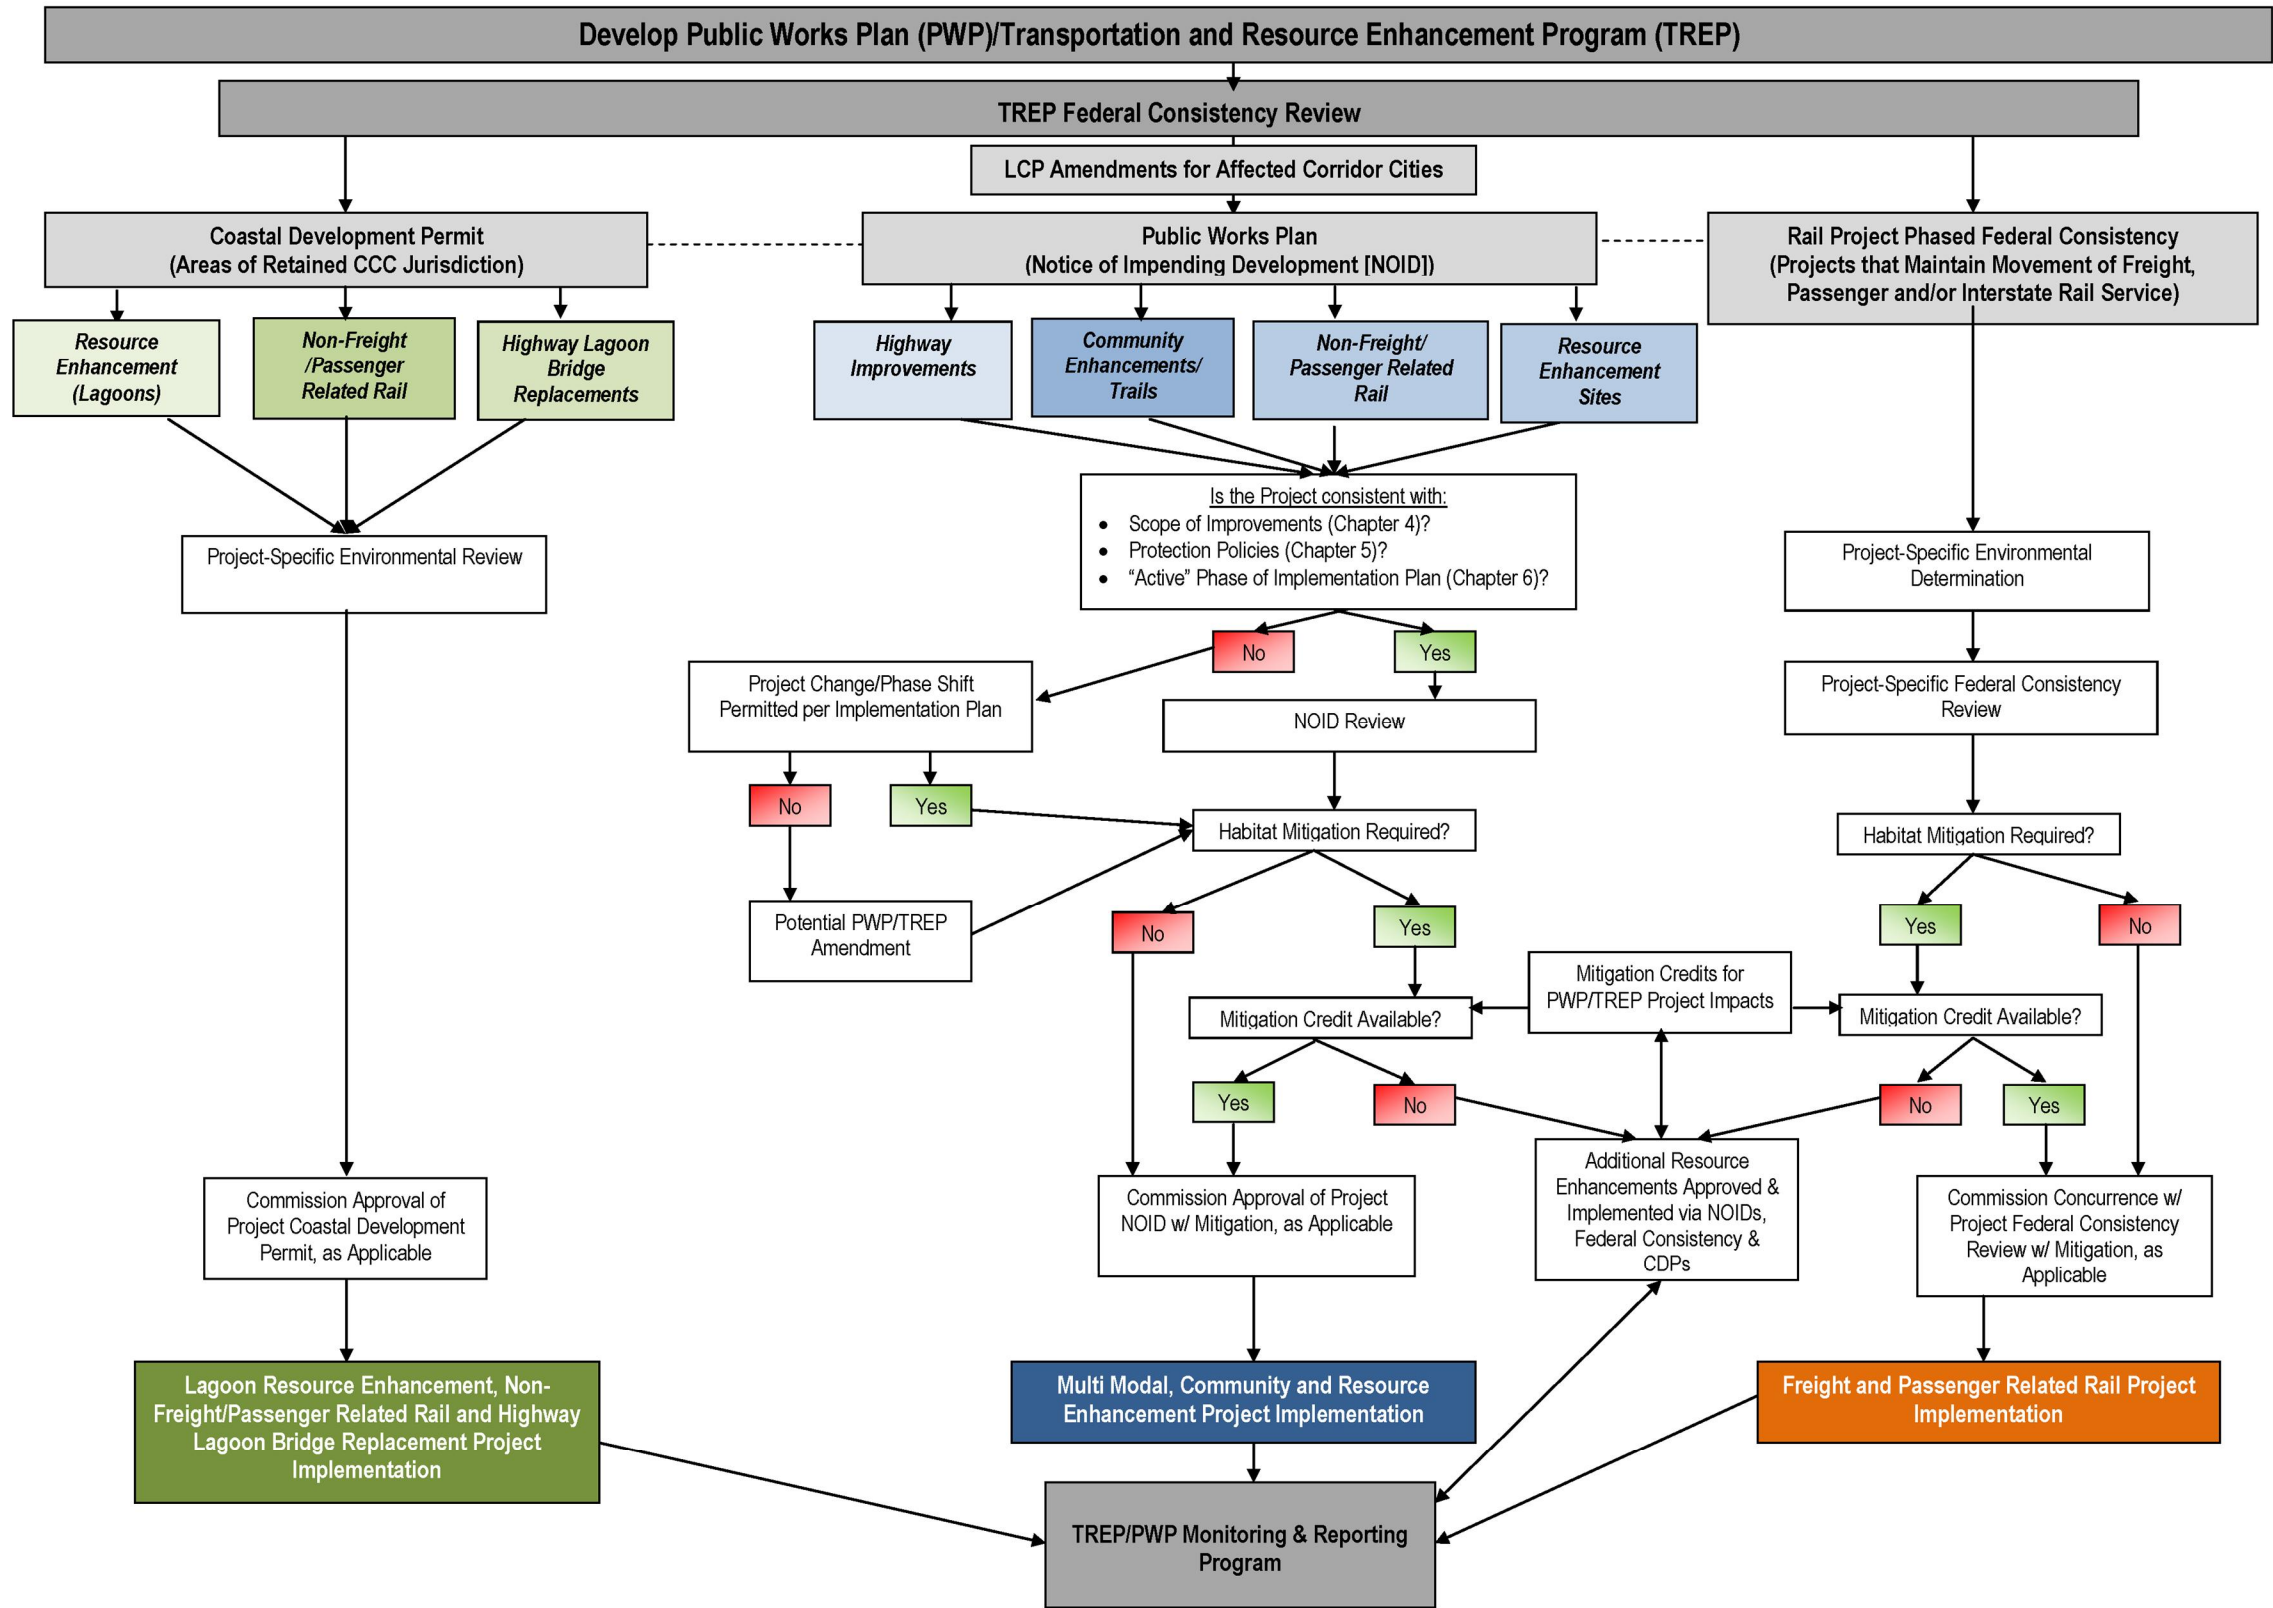 Develop Public Works Plan (PWP)/Transportation and Resource Enhancement Program (TREP)
TREP Federal Consistency Review
LCP Amendments for Affected Corridor Cities
Coastal Development Permit
(Areas of Retained CCC Jurisdiction)
Public Works Plan
(Notice of Impending Development [NOID])
Rail Project Phased Federal Consistency
(Projects that Maintain Movement of Freight,
Passenger and/or Interstate Rail Service)
Resource
Enhancement
(Lagoons)
Non-Freight
/Passenger
Related Rail
Highway Lagoon
Bridge
Replacements
Highway
Improvements
Community
Enhancements/
Trails
Non-Freight/
Passenger Related
Rail
Resource
Enhancement
Sites
Project-Specific Environmental Review
Is the Project consistent with:
• Scope of Improvements (Chapter 4)?
• Protection Policies (Chapter 5)?
• “Active” Phase of Implementation Plan (Chapter 6)?
Project-Specific Environmental
Determination
No
Yes
Project Change/Phase Shift
Permitted per Implementation Plan
NOID Review
Project-Specific Federal Consistency
Review
No
Yes
Habitat Mitigation Required?
Habitat Mitigation Required?
Potential PWP/TREP
Amendment
No
Yes
Yes
No
Mitigation Credits for
PWP/TREP Project Impacts
Mitigation Credit Available?
Mitigation Credit Available?
Yes
No
No
Yes
Commission Approval of
Project Coastal Development
Permit, as Applicable
Commission Approval of Project
NOID w/ Mitigation, as Applicable
Additional Resource
Enhancements Approved &
Implemented via NOIDs,
Federal Consistency &
CDPs
Commission Concurrence w/
Project Federal Consistency
Review w/ Mitigation, as
Applicable
Lagoon Resource Enhancement, Non-
Freight/Passenger Related Rail and Highway
Lagoon Bridge Replacement Project
Implementation
Multi Modal, Community and Resource
Enhancement Project Implementation
Freight and Passenger Related Rail Project
Implementation
TREP/PWP Monitoring & Reporting
Program